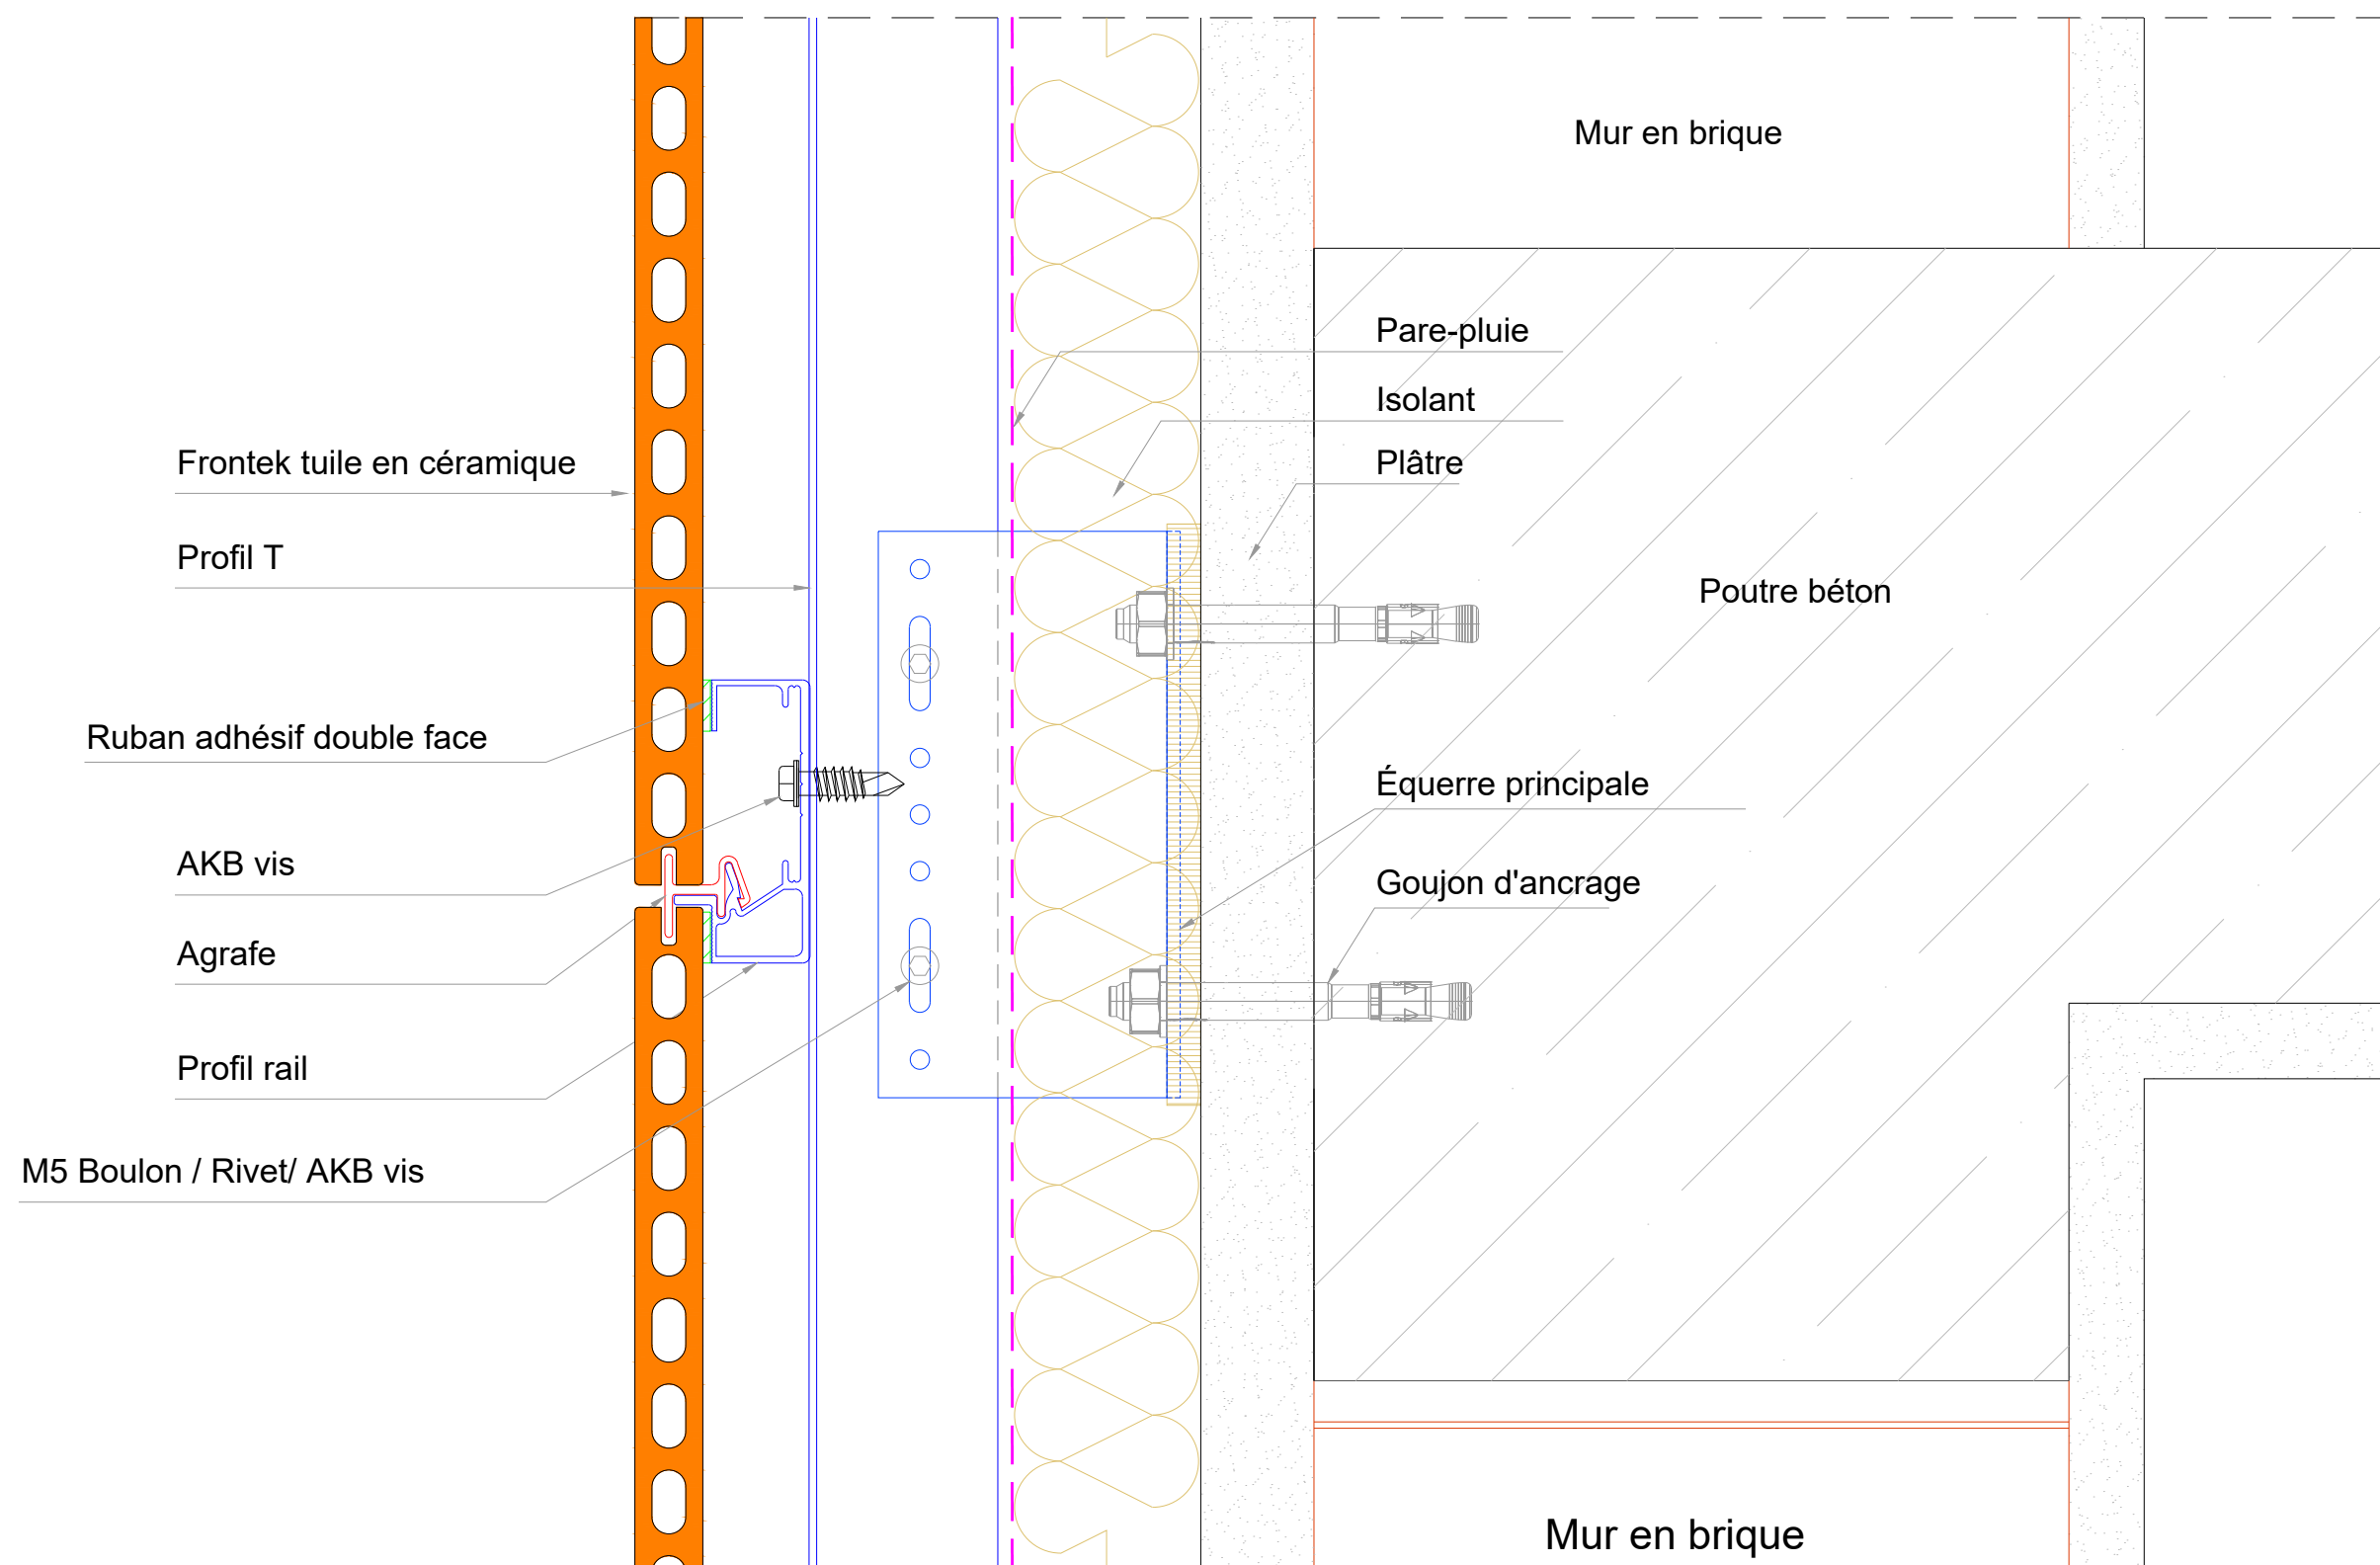 Mur en brique
Pare-pluie
Isolant
Frontek tuile en céramique
Plâtre
Profil T
Poutre béton
Ruban adhésif double face
Équerre principale
AKB vis
Goujon d'ancrage
Agrafe
Profil rail
M5 Boulon / Rivet/ AKB vis
Mur en brique